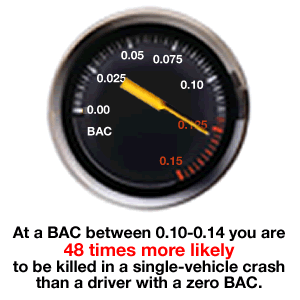 0.05
0.075
0.025
0.10
0.00
0.125
BAC
0.15
At a BAC between 0.10-0.14 you are
48 times more likely
to be killed in a single-vehicle crash
than a driver with a zero BAC.